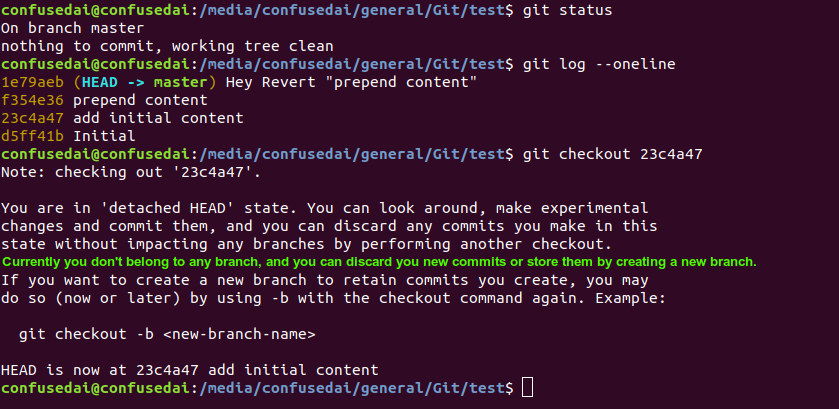 confusedai@confusedai:/media/confusedai/general/Git/test$ git status
On branch master
nothing to commit, working tree clean
confusedai@confusedai:/media/confusedai/general/Git/test$ git log --oneline
1e79aeb (HEAD -> master) Hey Revert "prepend content"
f354e36 prepend content
23c4a47 add initial content
d5ff41b Initial
confusedai@confusedai:/media/confusedai/general/Git/test$ git checkout 23c4a47
Note: checking out '23c4a47'.
You are in 'detached HEAD' state. You can look around, make experimental
changes and commit them, and you can discard any commits you make in this
state without impacting any branches by performing another checkout.
Currently you don't belong to any branch, and you can discard you new commits or store them by creating a new branch.
If you want to create a new branch to retain commits you create, you may
do so (now or later) by using -b with the checkout command again. Example:
git checkout -b <new-branch-name>
HEAD is now at 23c4a47 add initial content
confusedai@confusedai:/media/confusedai/general/Git/test$